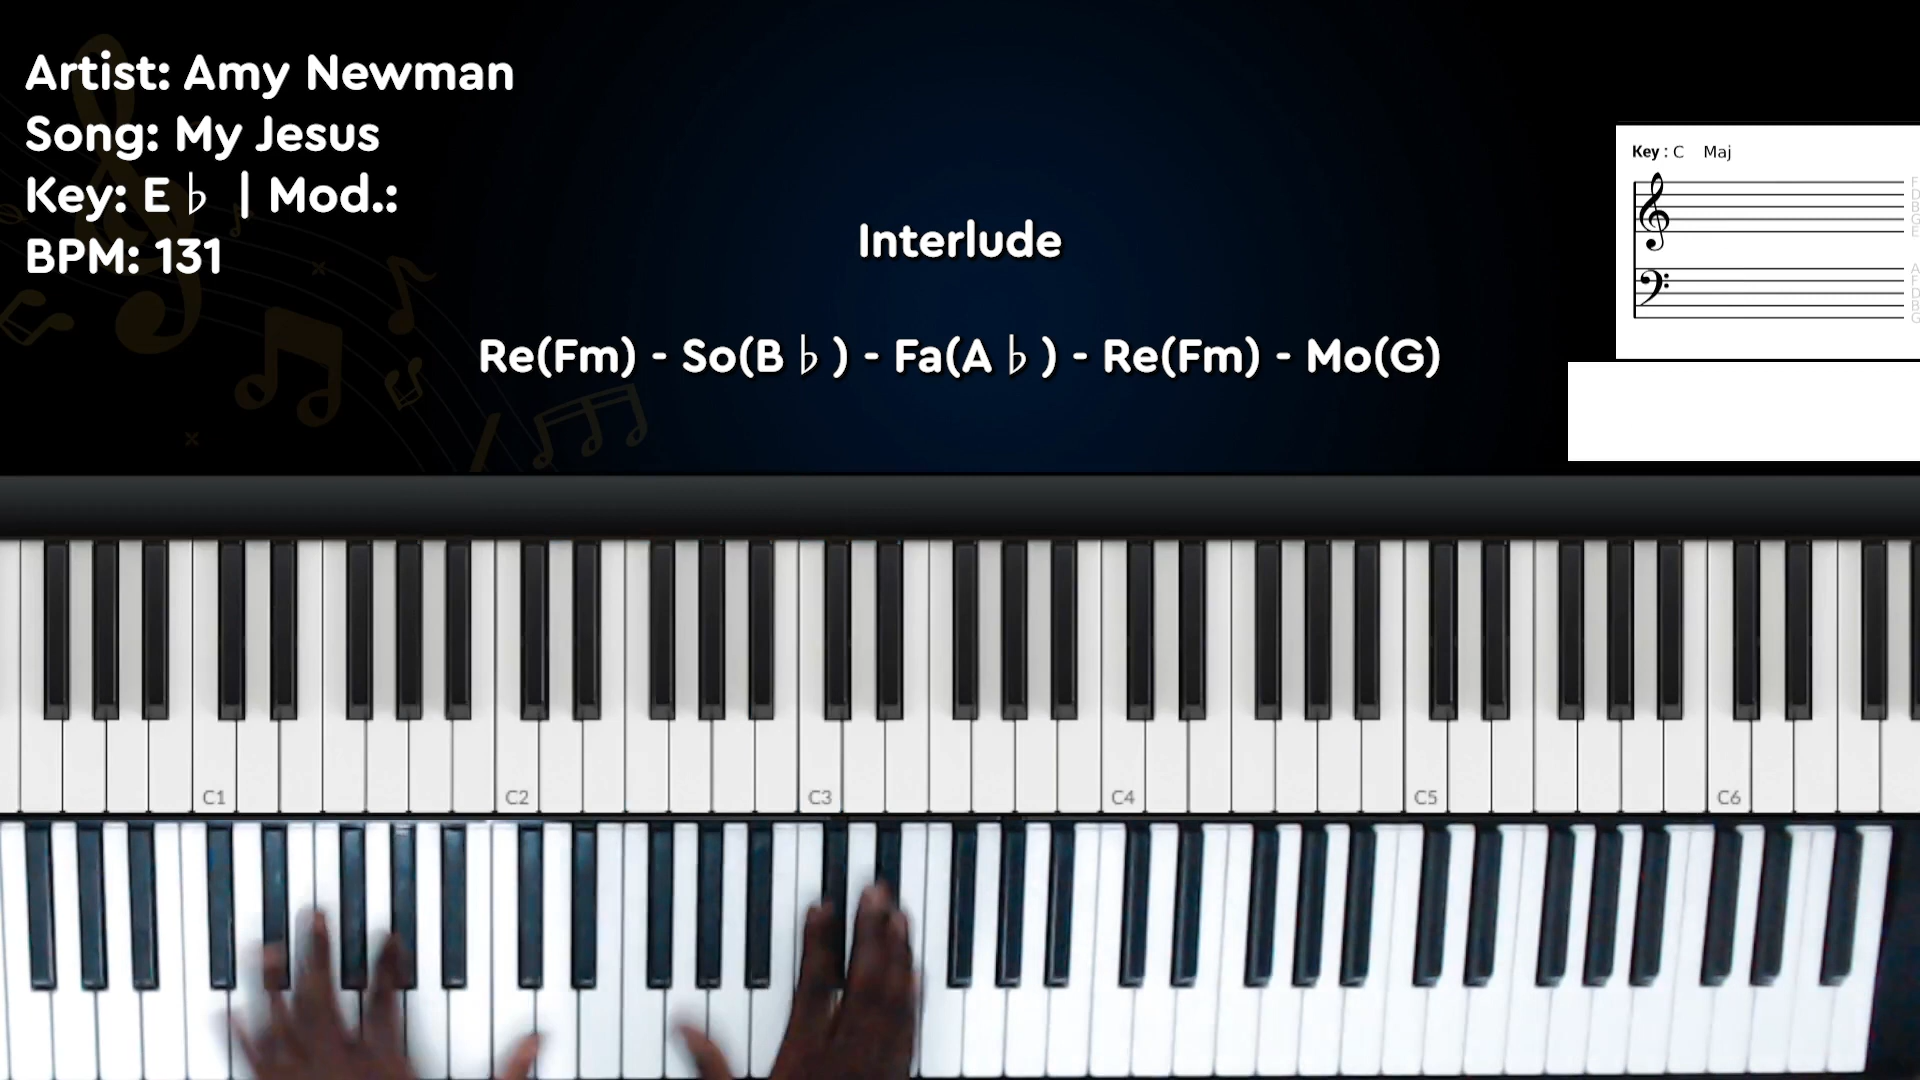 Artist: Amy Newman
Song: My Jesus
Key: E♭ | Mod.:
BPM: 131
Key : C Maj
Interlude
Re(Fm) - So(B♭) - Fa(A♭) - Re(Fm) - Mo(G)
C1 C2 C3 C4 C5 C6